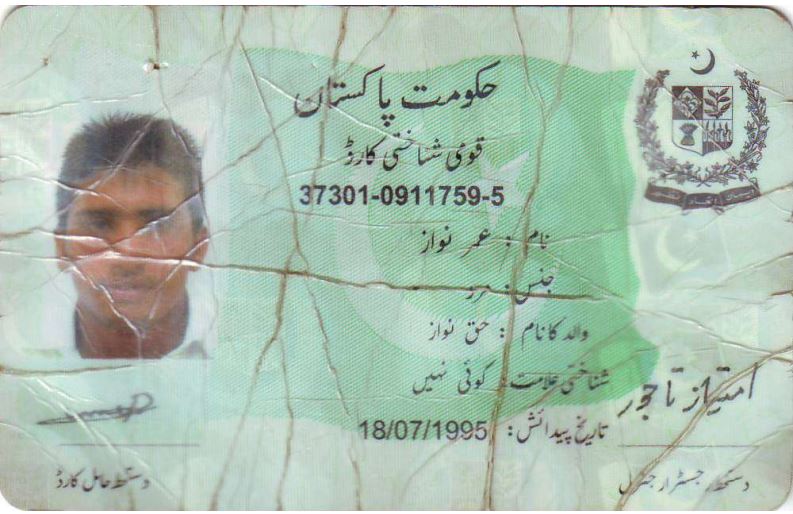 حکومت پاکستان
قومی شناختی کارڈ
37301-0911759-5
نام : عمر نواز
جنس : مرد
والد کا نام : حق نواز
شناختی علامت : کوئی نہیں
تاریخ پیدائش : 18/07/1995
امتیاز تاجور
دستخط حامل کارڈ
دستخط رجسٹرار جنرل